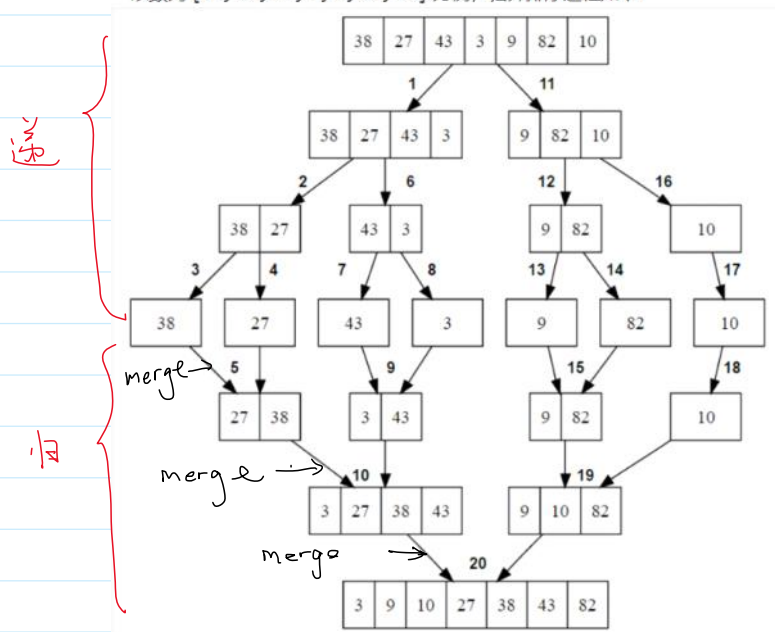 38 27 43 3 9 82 10
1 11
38 27 43 3 9 82 10
2 6 12 16
38 27 43 3 9 82 10
递
3 4 7 8 13 14 17
38 27 43 3 9 82 10
merge 5 9 15 18
27 38 3 43 9 82 10
归
merge 10 19
3 27 38 43 9 10 82
merge 20
3 9 10 27 38 43 82